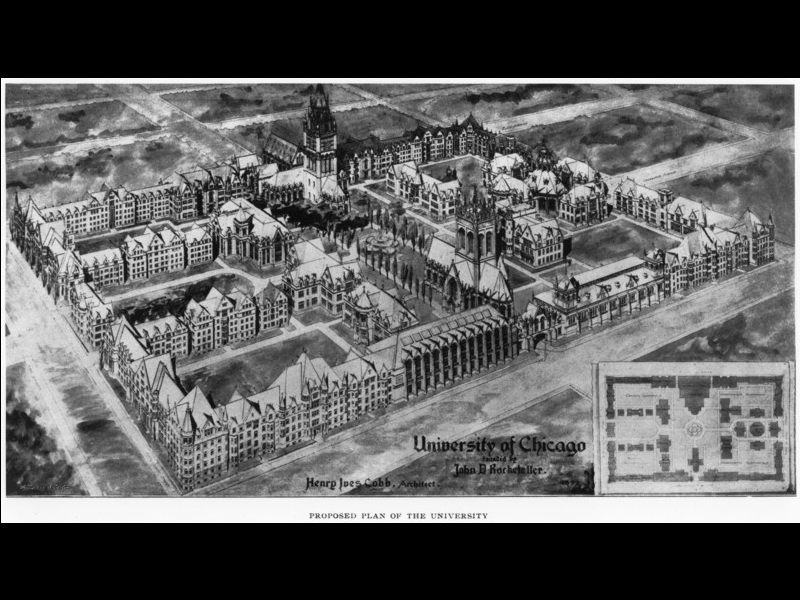 University of Chicago
founded by
John D Rockefeller.
Henry Ives Cobb, Architect.
PROPOSED PLAN OF THE UNIVERSITY